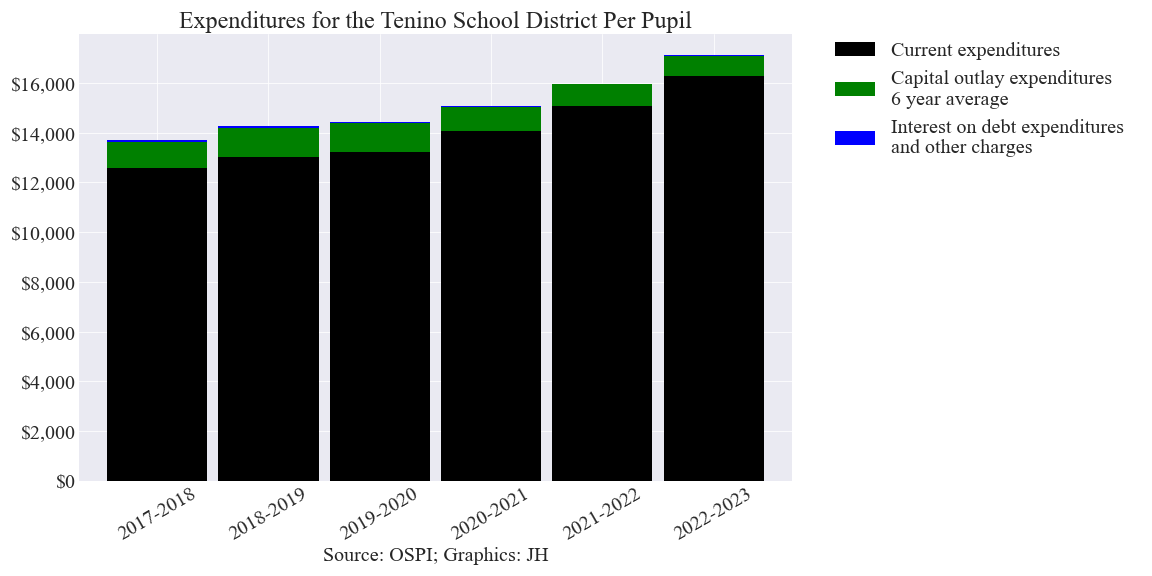 Expenditures for the Tenino School District Per Pupil
$16,000
$14,000
$12,000
$10,000
$8,000
$6,000
$4,000
$2,000
$0
2017-2018
2018-2019
2019-2020
2020-2021
2021-2022
2022-2023
Source: OSPI; Graphics: JH
Current expenditures
Capital outlay expenditures
6 year average
Interest on debt expenditures
and other charges